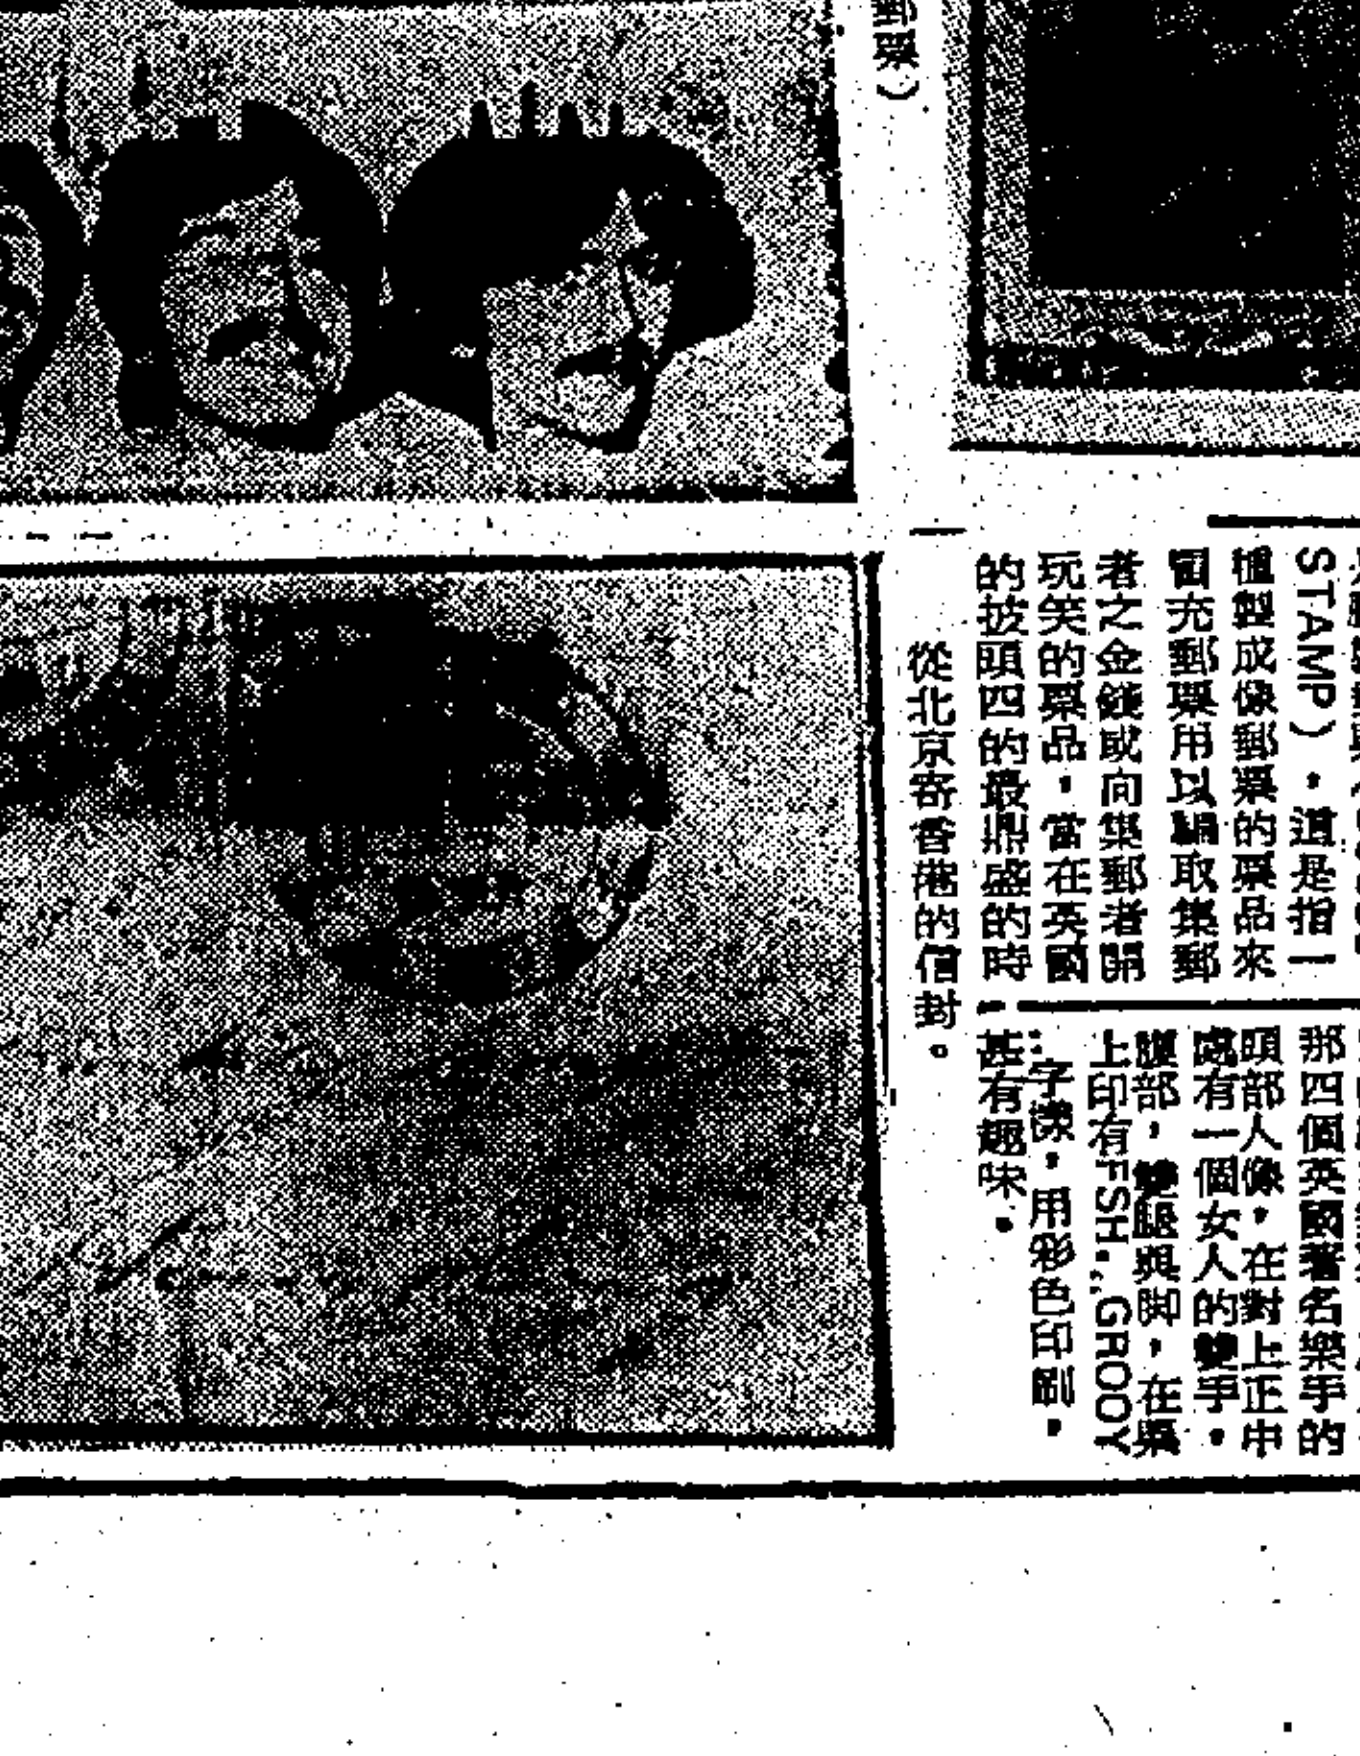 郵票）
STAMP），這是指一
種製成像郵票的票品來
冒充郵票用以騙取集郵
者之金錢或向集郵者開
玩笑的票品，當在英國
的披頭四的最鼎盛的時
那四個英國著名樂手的
頭部人像，在對上正中
處有一個女人的雙手，
腰部，雙腿與脚，在票
上印有FSH.,GROOY
…字樣，用彩色印刷，
甚有趣味。
從北京寄香港的信封。